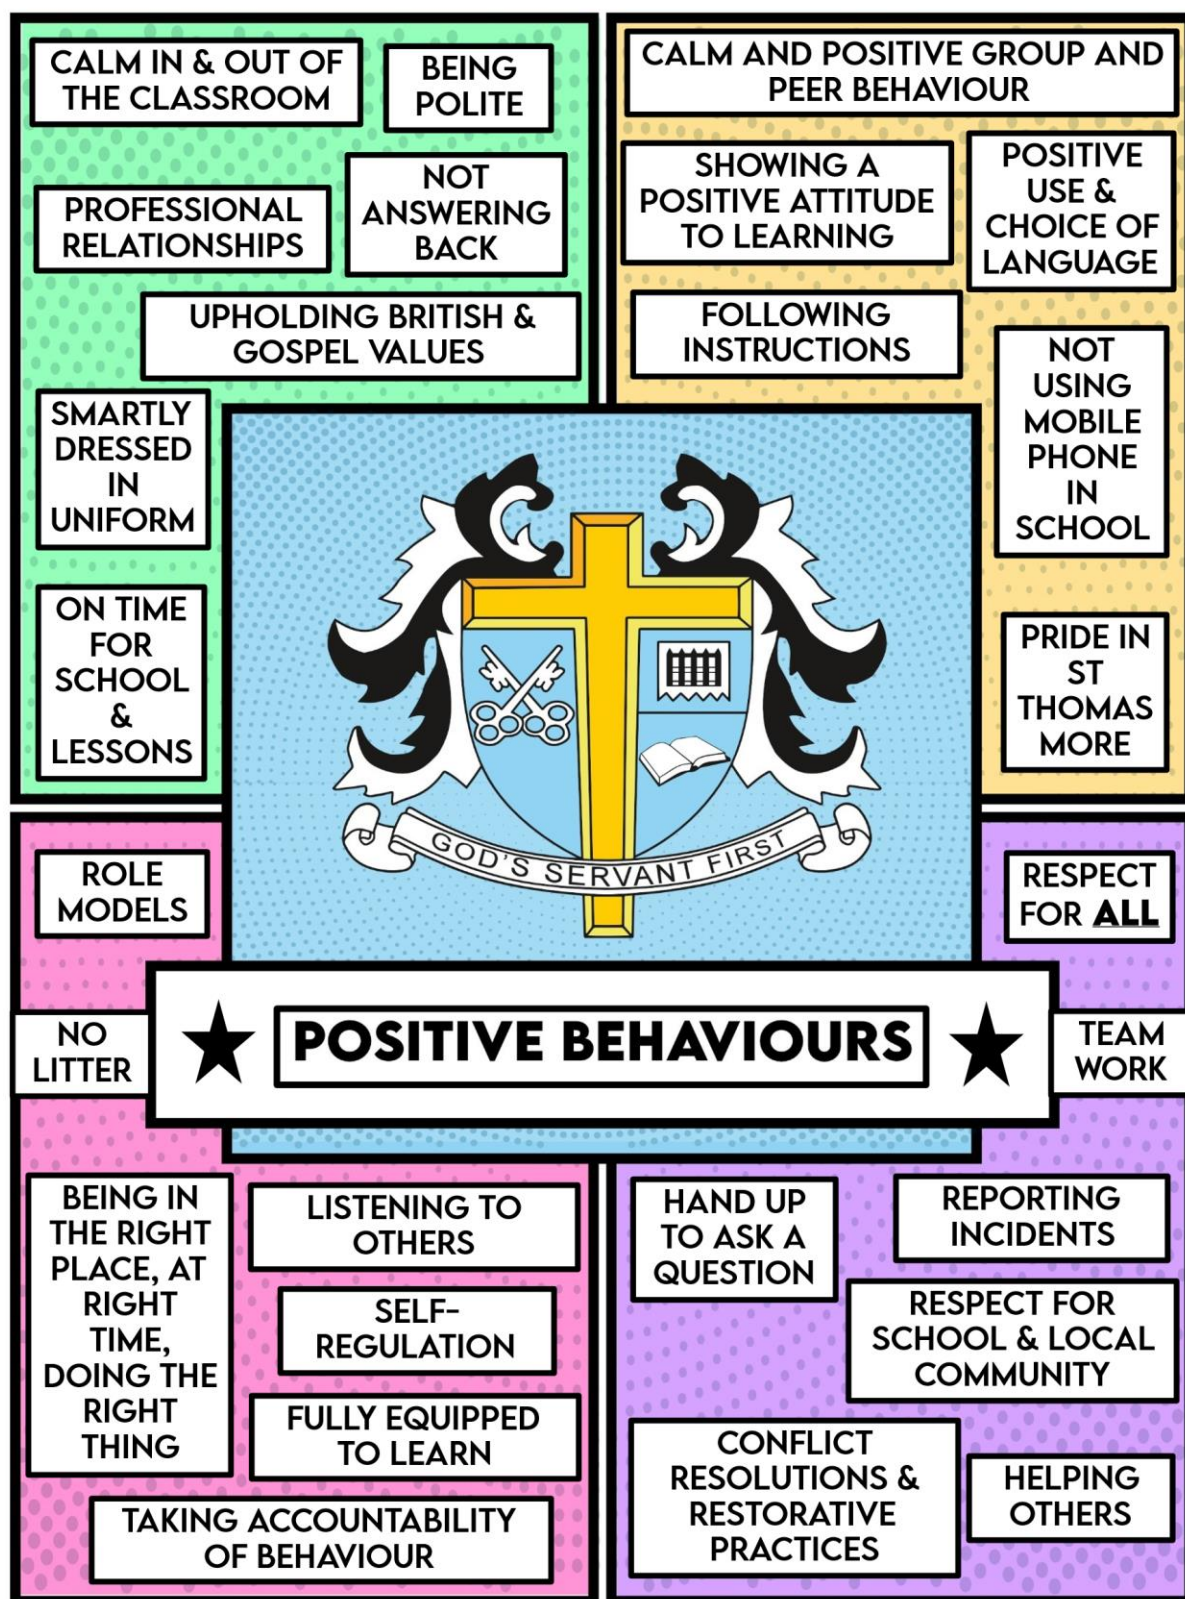 CALM IN & OUT OF
THE CLASSROOM
BEING
POLITE
PROFESSIONAL
RELATIONSHIPS
NOT
ANSWERING
BACK
UPHOLDING BRITISH &
GOSPEL VALUES
SMARTLY
DRESSED
IN
UNIFORM
ON TIME
FOR
SCHOOL
&
LESSONS
CALM AND POSITIVE GROUP AND
PEER BEHAVIOUR
SHOWING A
POSITIVE ATTITUDE
TO LEARNING
POSITIVE
USE &
CHOICE OF
LANGUAGE
FOLLOWING
INSTRUCTIONS
NOT
USING
MOBILE
PHONE
IN
SCHOOL
PRIDE IN
ST
THOMAS
MORE
GOD'S SERVANT FIRST
ROLE
MODELS
RESPECT
FOR ALL
NO
LITTER
POSITIVE BEHAVIOURS
TEAM
WORK
BEING IN
THE RIGHT
PLACE, AT
RIGHT
TIME,
DOING THE
RIGHT
THING
LISTENING TO
OTHERS
SELF-
REGULATION
FULLY EQUIPPED
TO LEARN
TAKING ACCOUNTABILITY
OF BEHAVIOUR
HAND UP
TO ASK A
QUESTION
REPORTING
INCIDENTS
RESPECT FOR
SCHOOL & LOCAL
COMMUNITY
CONFLICT
RESOLUTIONS &
RESTORATIVE
PRACTICES
HELPING
OTHERS